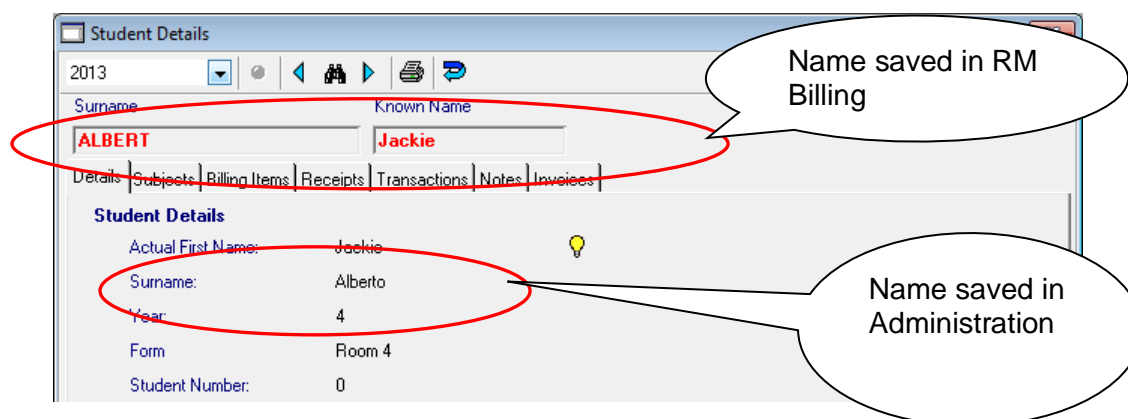 Student Details
Name saved in RM
Billing
2013
Surname Known Name
ALBERT Jackie
Details Subjects Billing Items Receipts Transactions Notes Invoices
Student Details
Actual First Name: Jackie
Surname: Alberto
Year: 4
Form Room 4
Student Number: 0
Name saved in
Administration